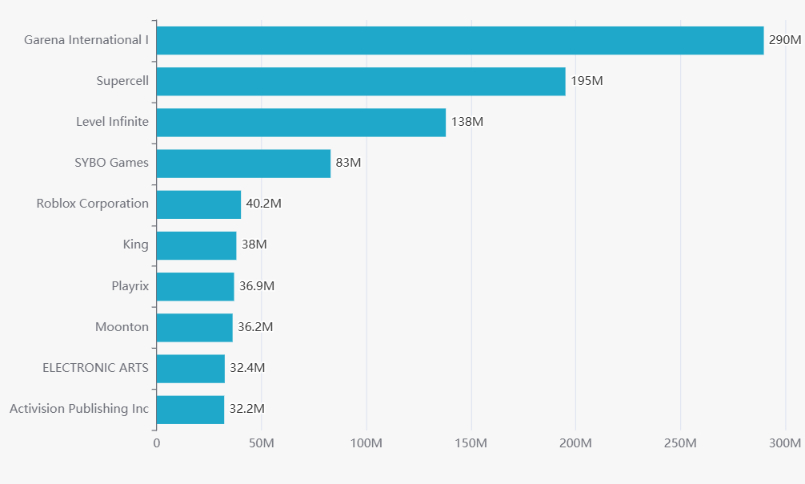 Garena International I 290M
Supercell 195M
Level Infinite 138M
SYBO Games 83M
Roblox Corporation 40.2M
King 38M
Playrix 36.9M
Moonton 36.2M
ELECTRONIC ARTS 32.4M
Activision Publishing Inc 32.2M
0 50M 100M 150M 200M 250M 300M